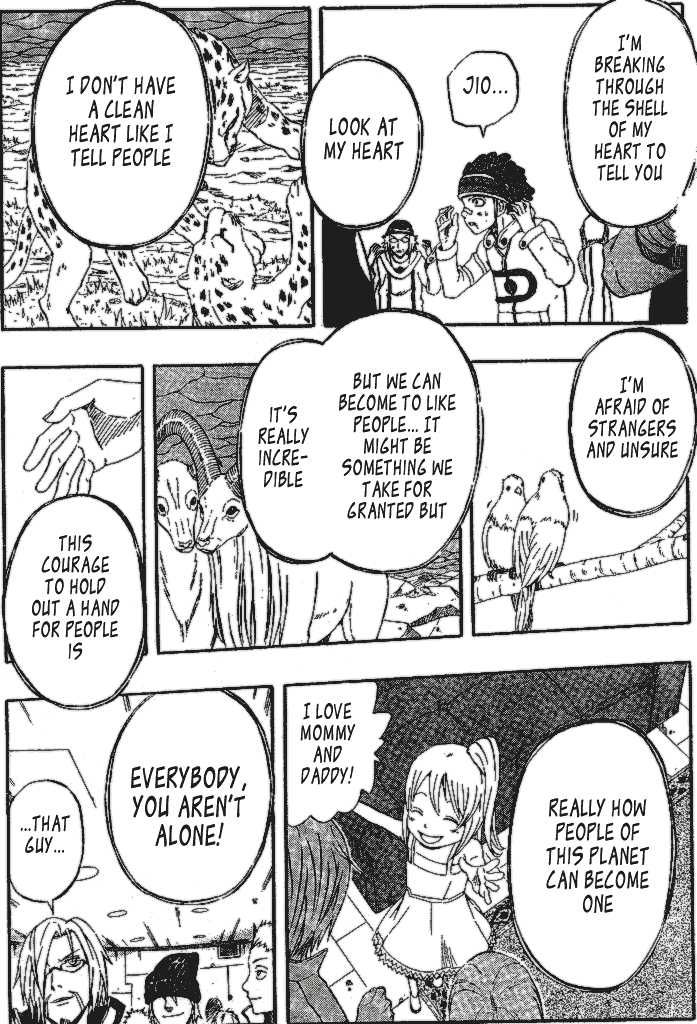 I'M
BREAKING
THROUGH
THE SHELL
OF MY
HEART TO
TELL YOU
JIO...
LOOK AT
MY HEART
I DON'T HAVE
A CLEAN
HEART LIKE I
TELL PEOPLE
I'M
AFRAID OF
STRANGERS
AND UNSURE
BUT WE CAN
BECOME TO LIKE
PEOPLE... IT
MIGHT BE
SOMETHING WE
TAKE FOR
GRANTED BUT
IT'S
REALLY
INCRE-
DIBLE
THIS
COURAGE
TO HOLD
OUT A HAND
FOR PEOPLE
IS
REALLY HOW
PEOPLE OF
THIS PLANET
CAN BECOME
ONE
I LOVE
MOMMY
AND
DADDY!
EVERYBODY,
YOU AREN'T
ALONE!
...THAT
GUY...